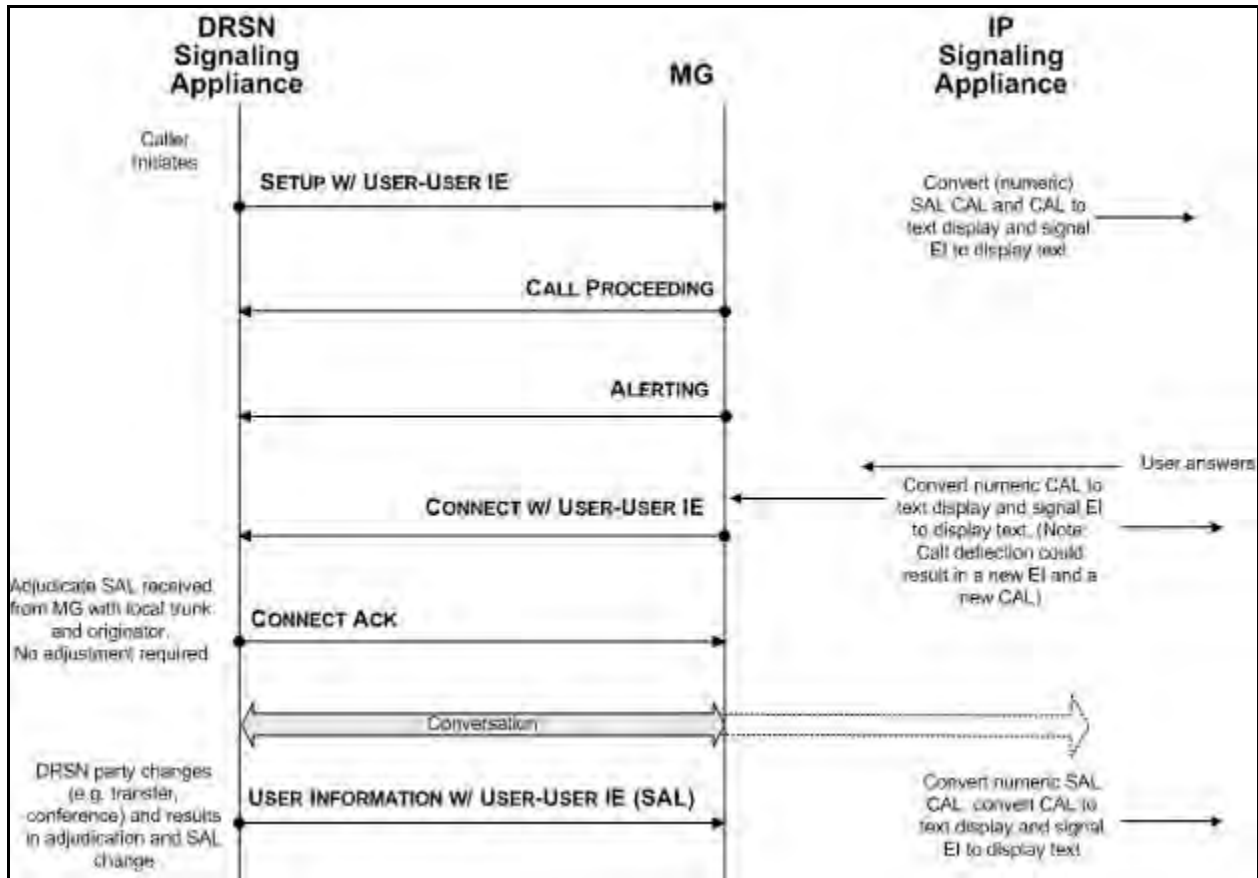 DRSN
Signaling
Appliance
MG
IP
Signaling
Appliance
Caller
Initiates
SETUP W/ USER-USER IE
Convert (numeric)
SAL CAL and CAL to
text display and signal
EI to display text
CALL PROCEEDING
ALERTING
User answers
CONNECT W/ USER-USER IE
Convert numeric CAL to
text display and signal EI
to display text. (Note:
Call deflection could
result in a new EI and a
new CAL)
Adjudicate SAL received
from MG with local trunk
and originator.
No adjustment required
CONNECT ACK
Conversation
DRSN party changes
(e.g. transfer,
conference) and results
in adjudication and SAL
change
USER INFORMATION W/ USER-USER IE (SAL)
Convert numeric SAL
CAL, convert CAL to
text display and signal
EI to display text